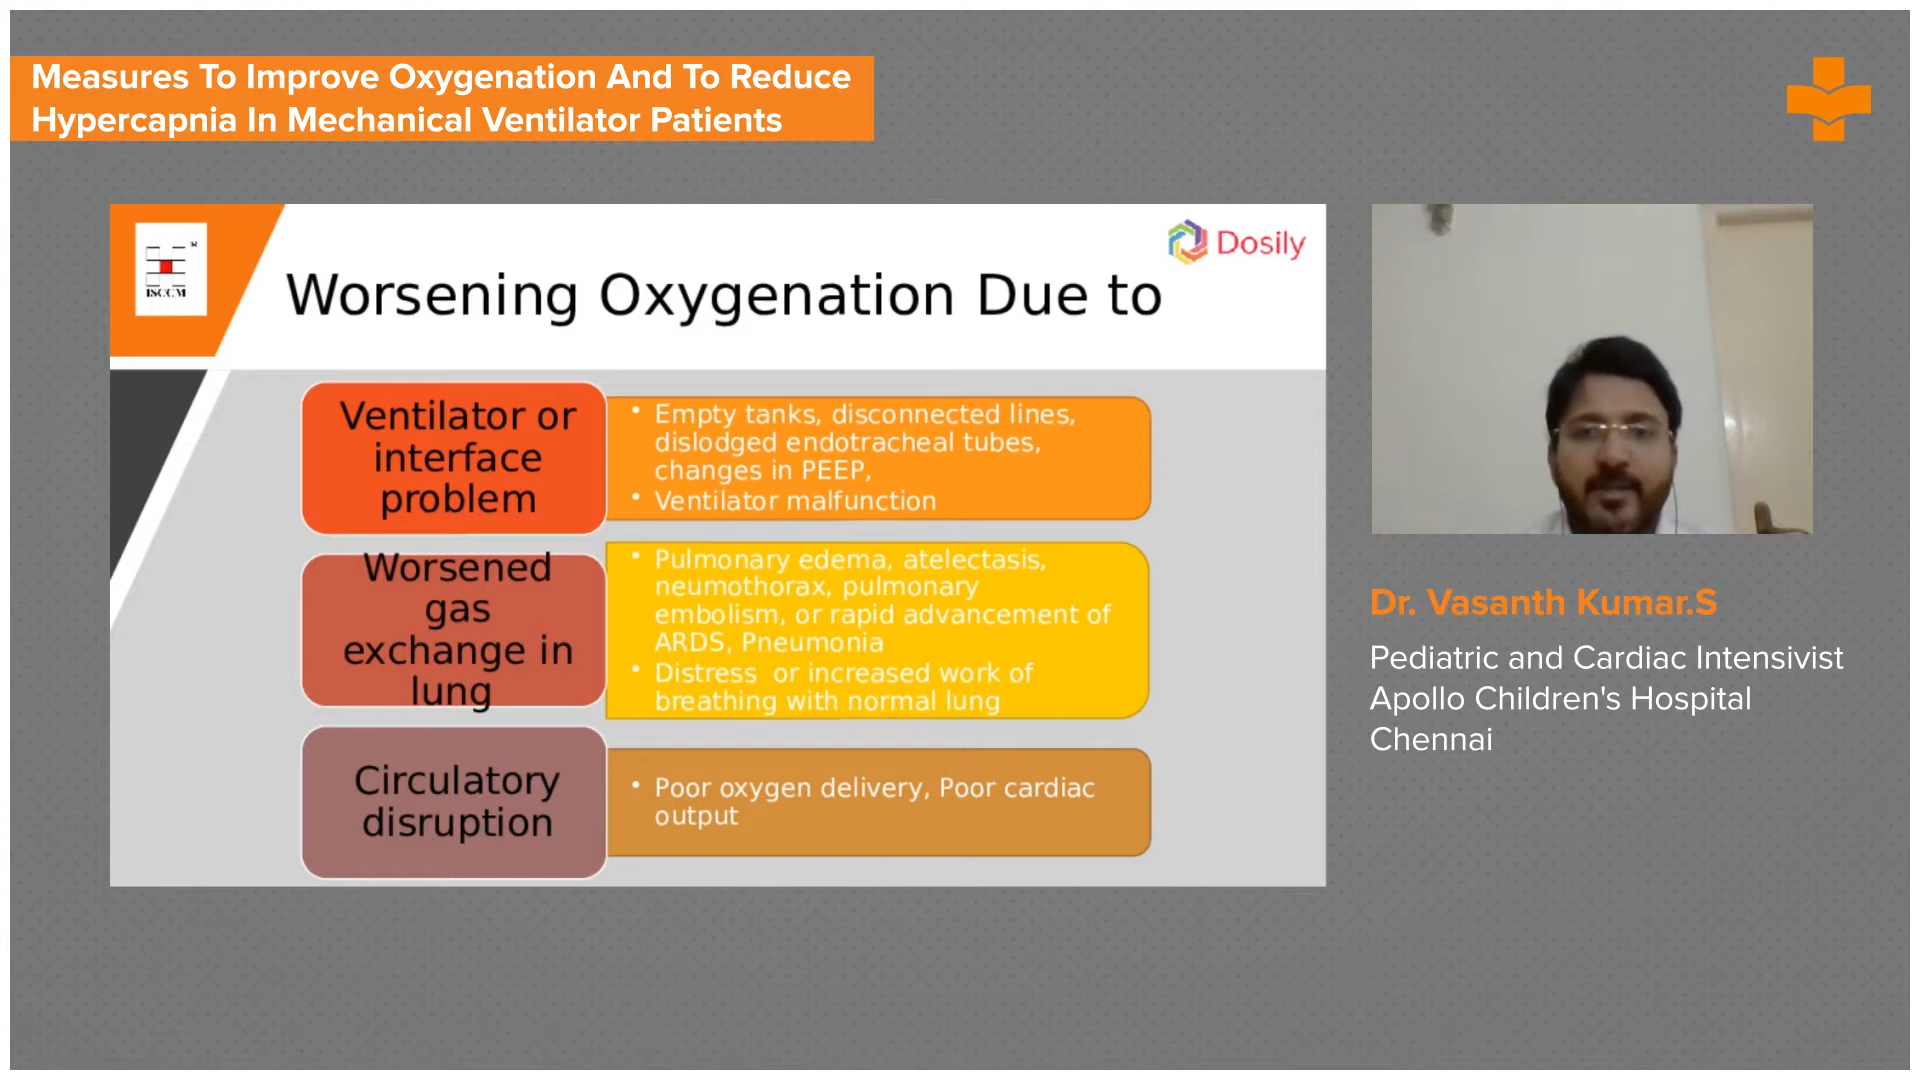 Measures To Improve Oxygenation And To Reduce
Hypercapnia In Mechanical Ventilator Patients
ISCCM
Dosily
Worsening Oxygenation Due to
Ventilator or
interface
problem
• Empty tanks, disconnected lines,
dislodged endotracheal tubes,
changes in PEEP,
• Ventilator malfunction
Worsened
gas
exchange in
lung
• Pulmonary edema, atelectasis,
neumothorax, pulmonary
embolism, or rapid advancement of
ARDS, Pneumonia
• Distress or increased work of
breathing with normal lung
Circulatory
disruption
• Poor oxygen delivery, Poor cardiac
output
Dr. Vasanth Kumar.S
Pediatric and Cardiac Intensivist
Apollo Children's Hospital
Chennai